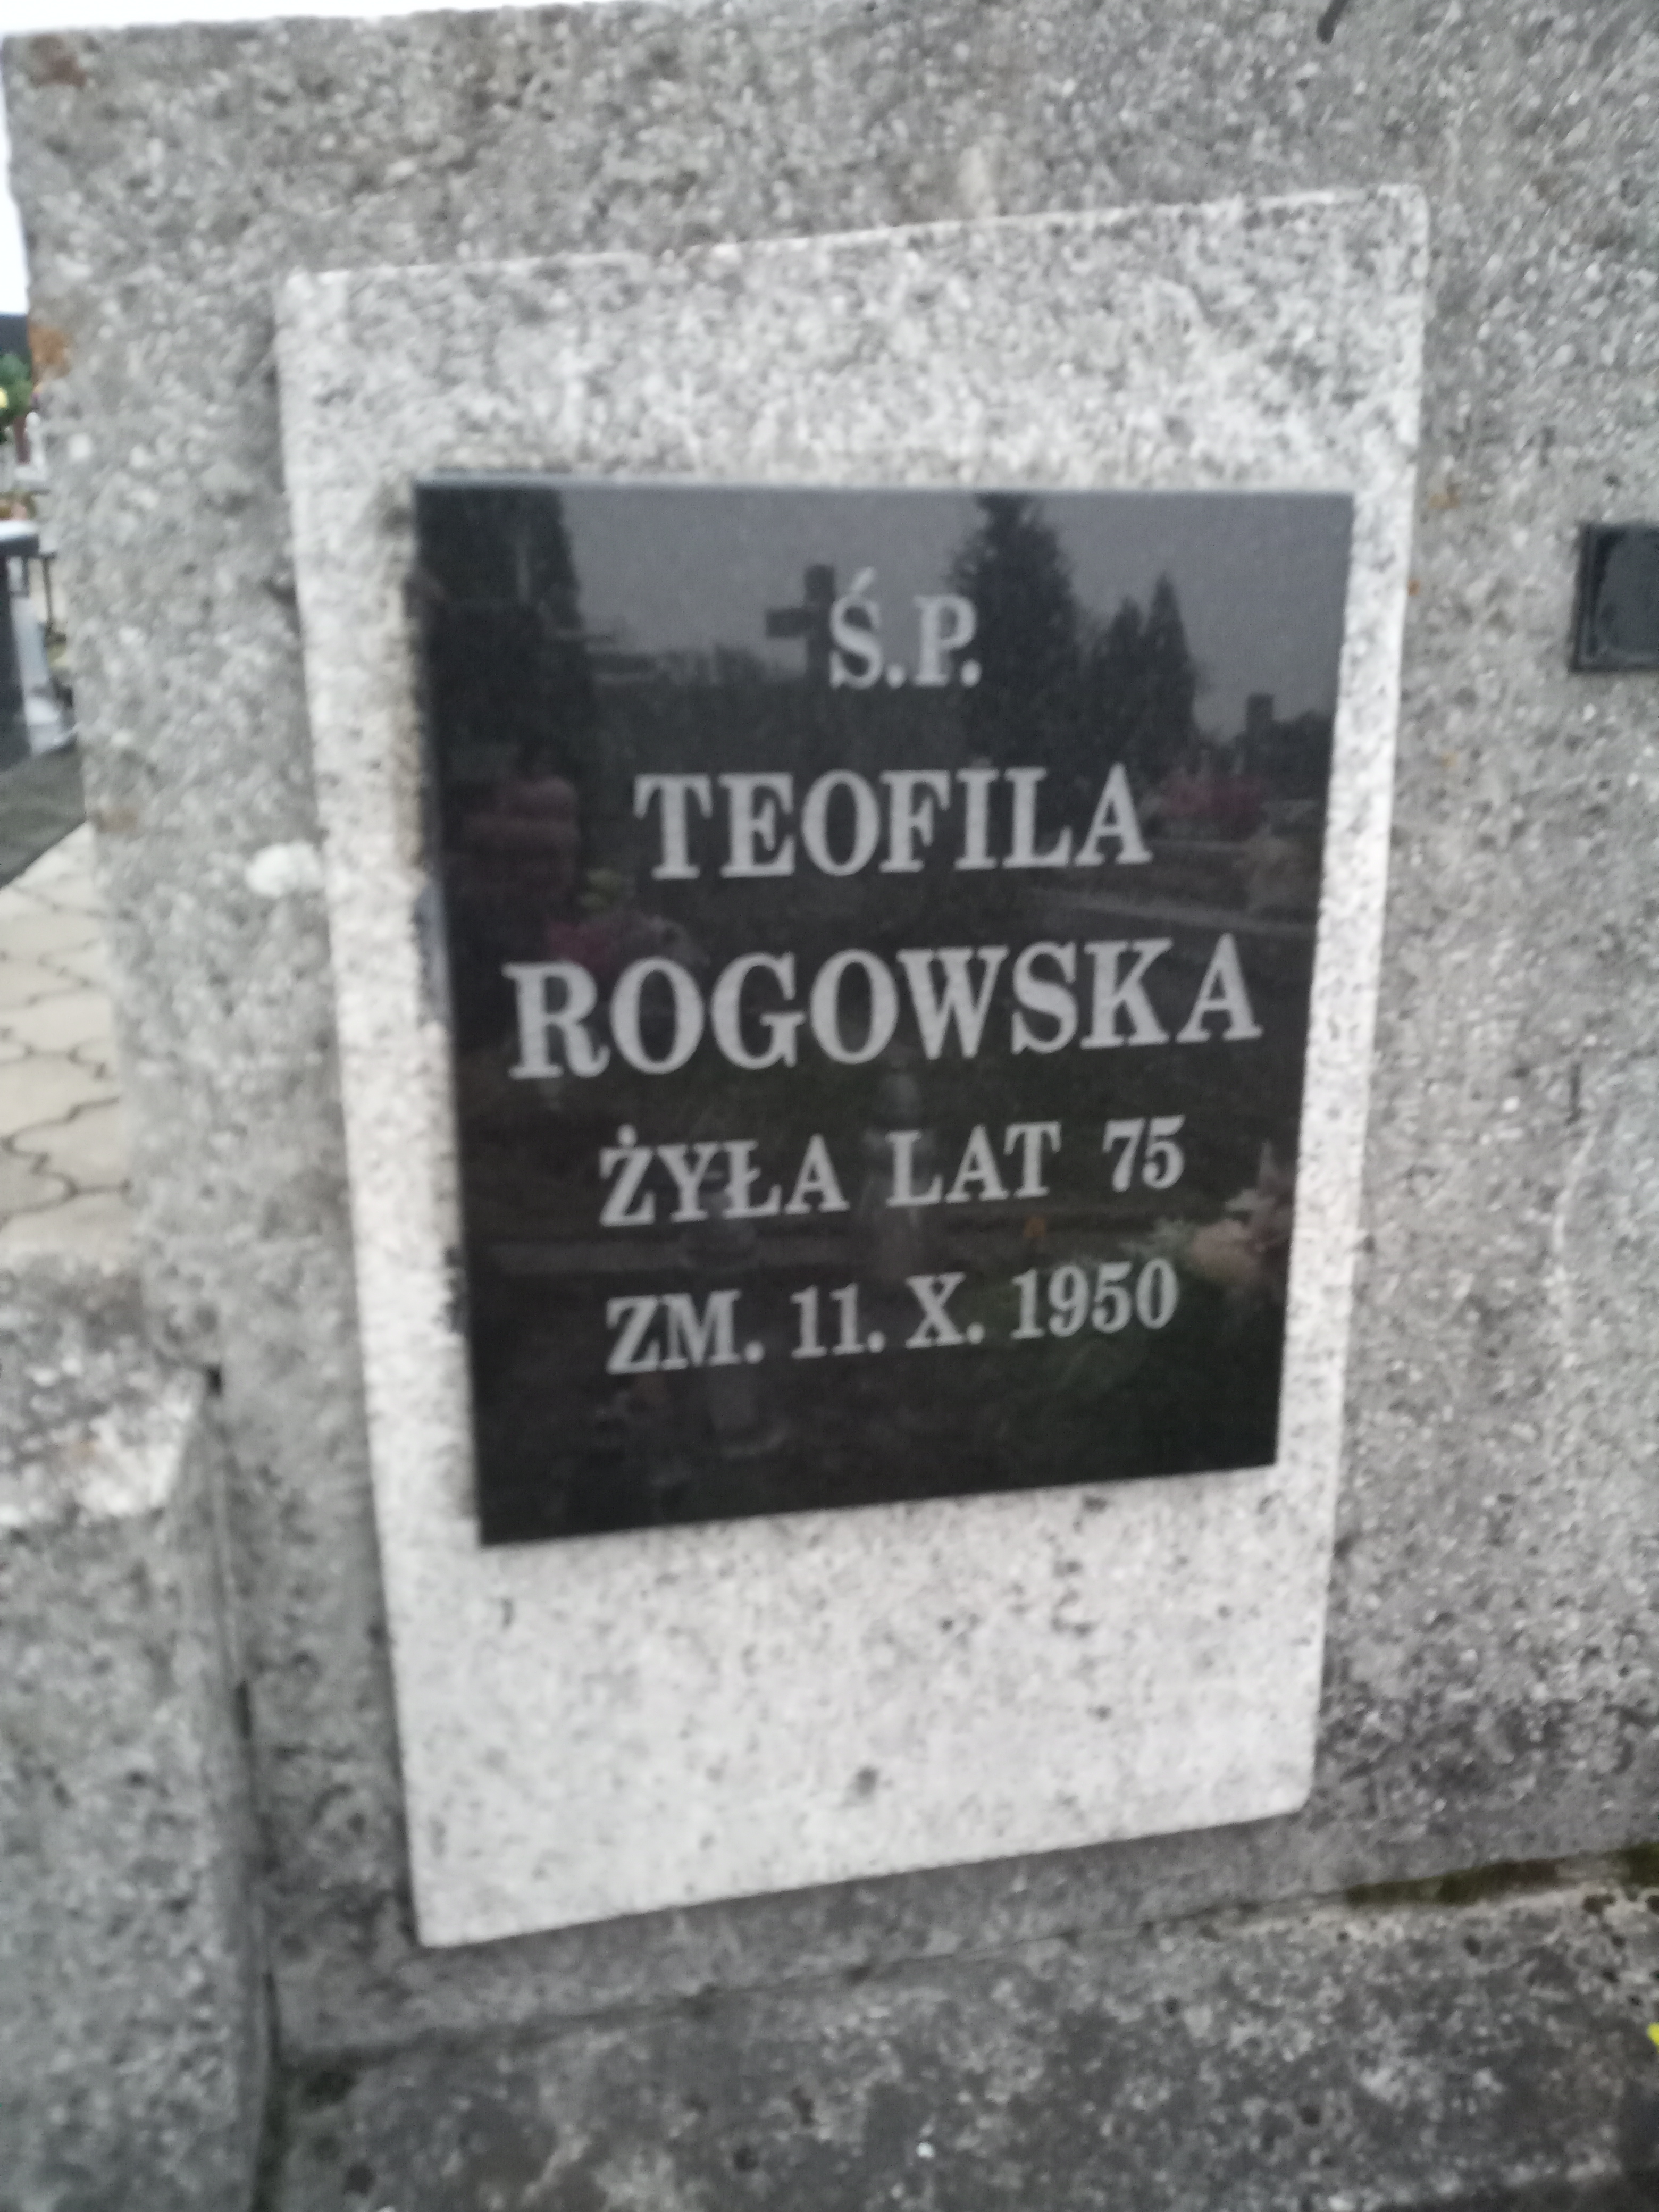 Ś.P.
TEOFILA
ROGOWSKA
ŻYŁA LAT 75
ZM. 11. X. 1950